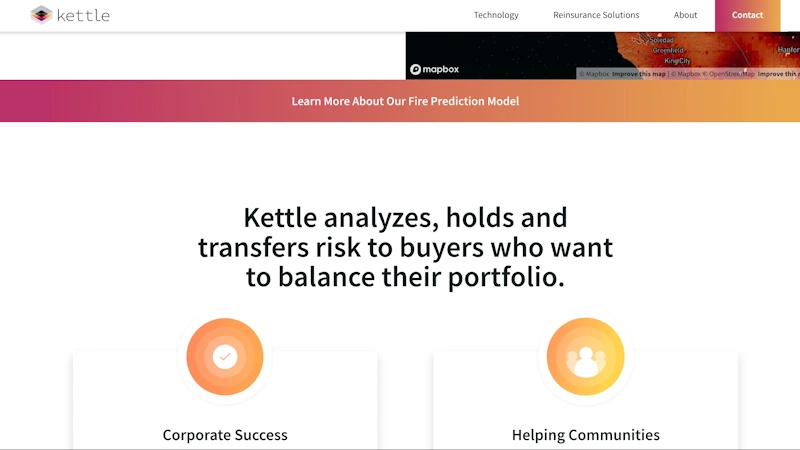 kettle
Technology
Reinsurance Solutions
About
Contact
Soledad
Greenfield
King City
Hanfor
mapbox
© Mapbox Improve this map | © Mapbox © OpenStreetMap Improve this m
Learn More About Our Fire Prediction Model
Kettle analyzes, holds and
transfers risk to buyers who want
to balance their portfolio.
Corporate Success
Helping Communities